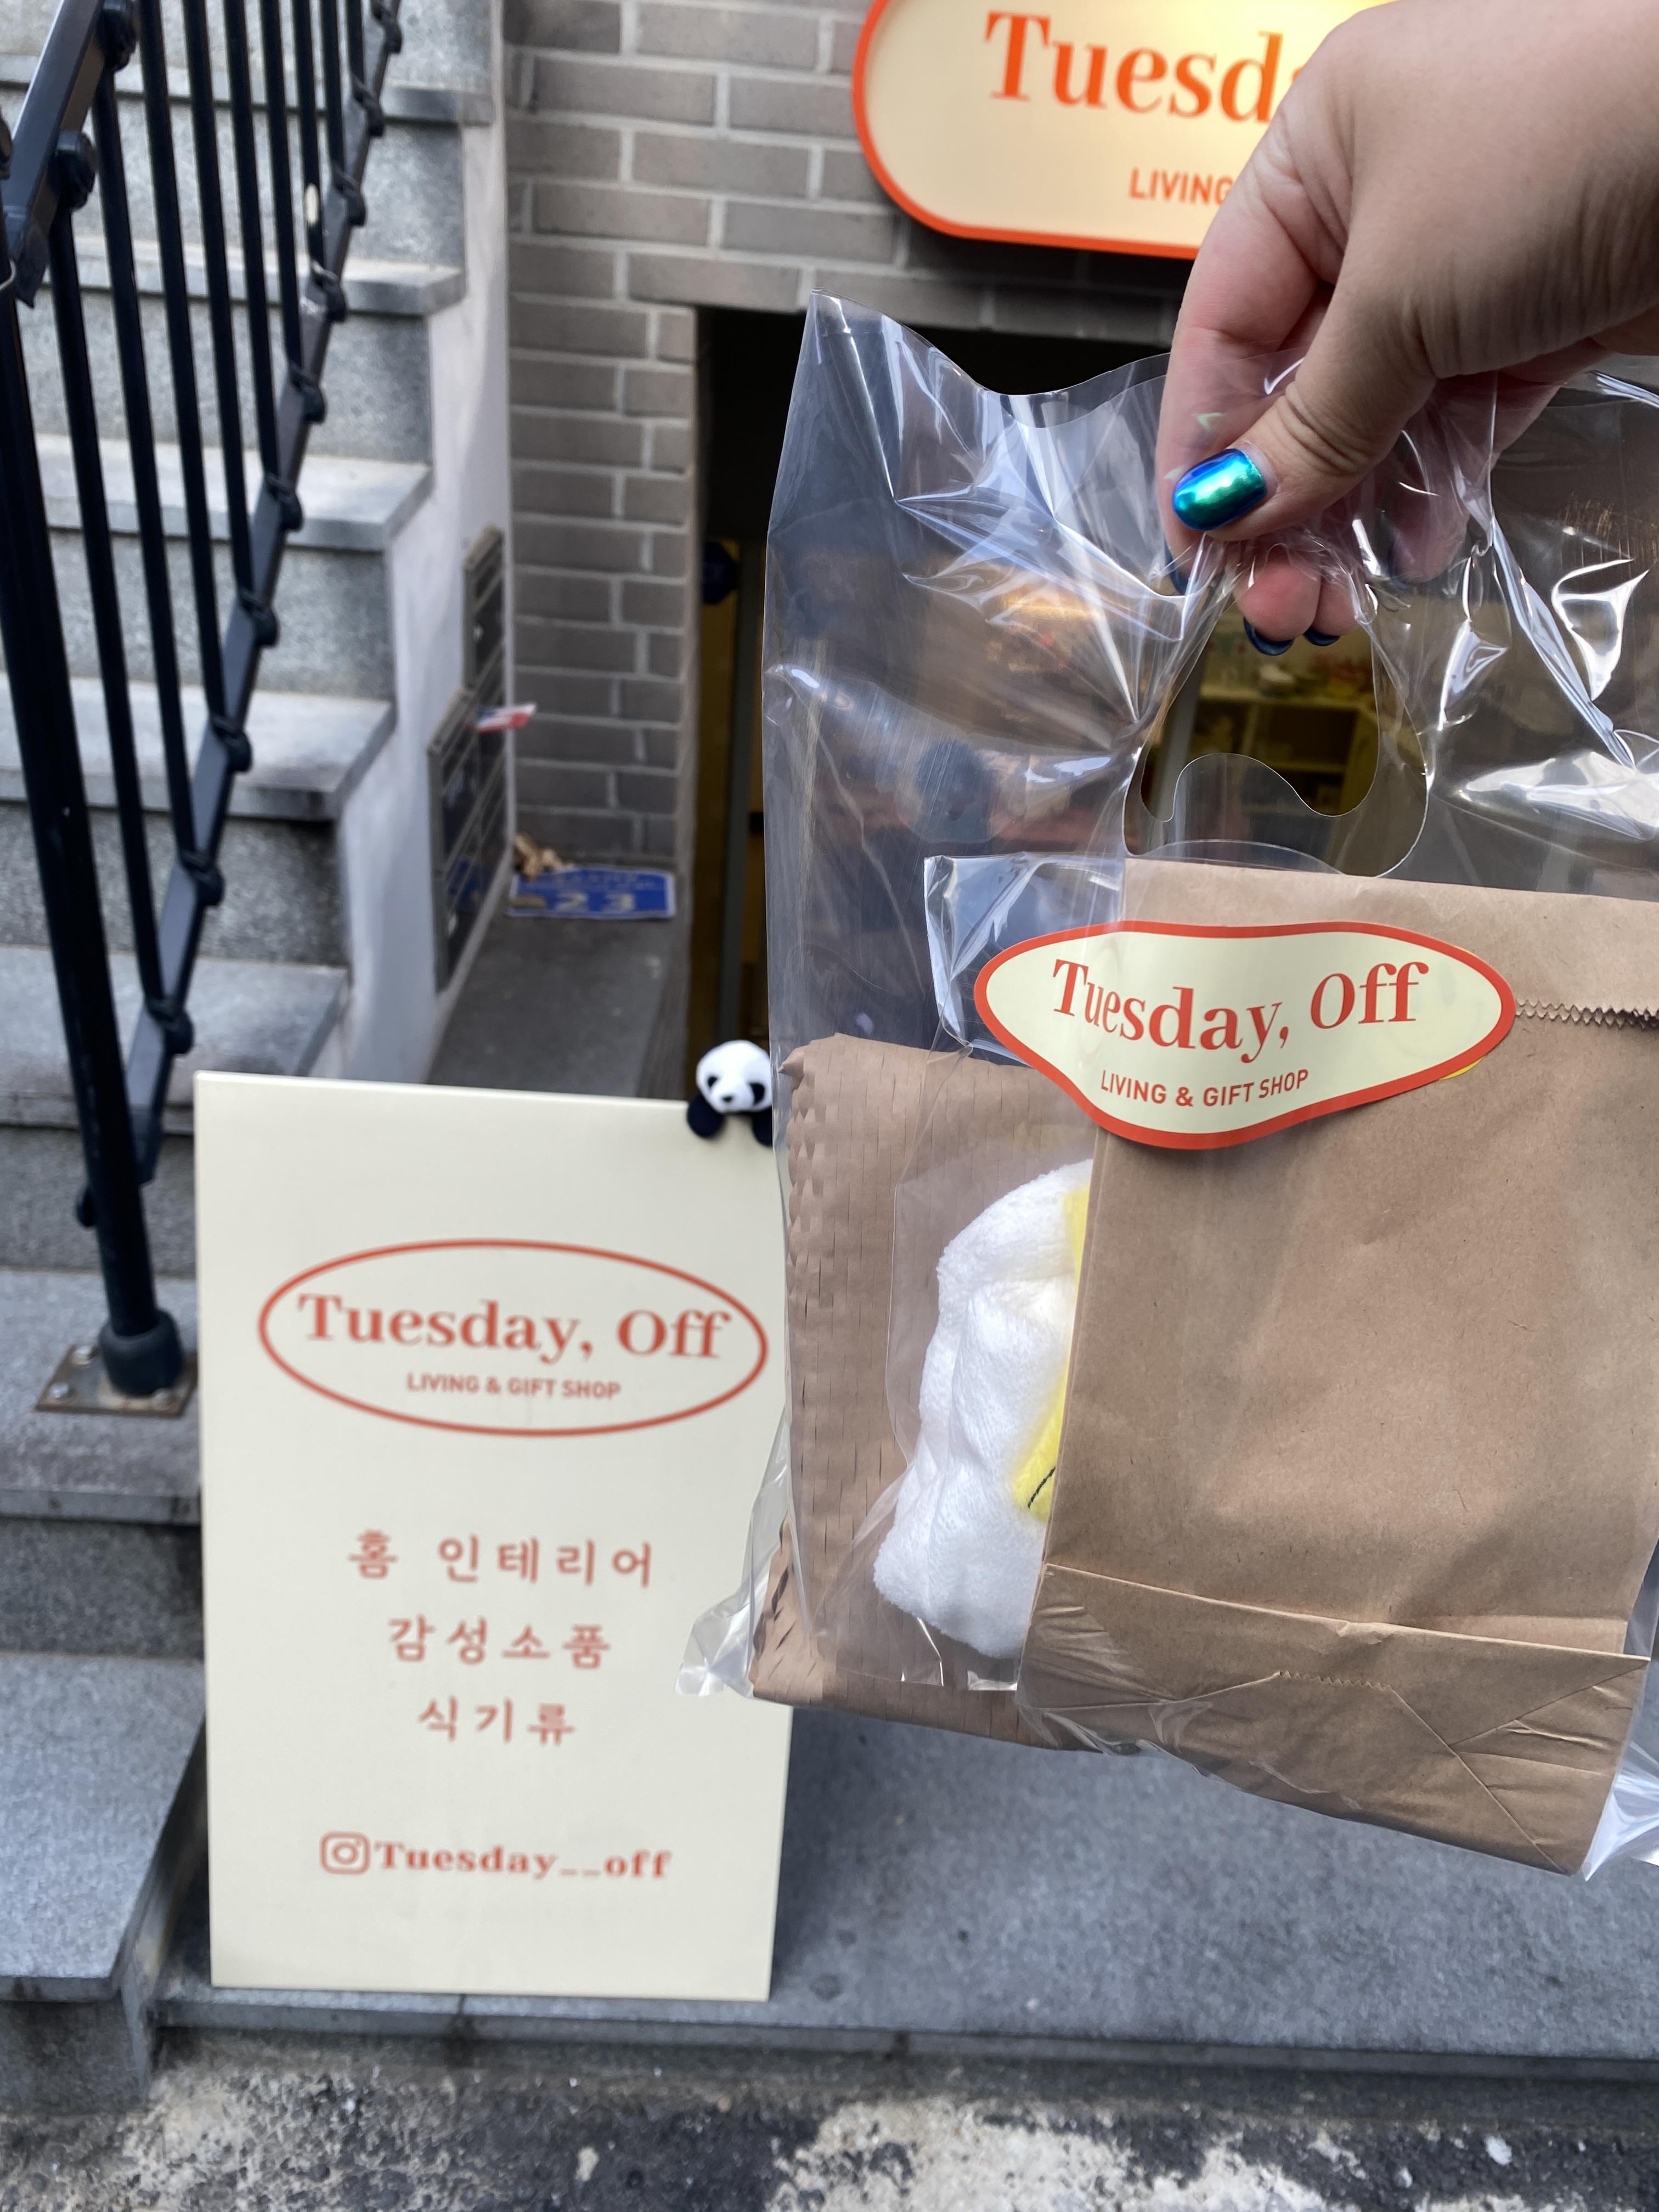 Tuesd
LIVING
23
Tuesday, Off
LIVING & GIFT SHOP
Tuesday, Off
LIVING & GIFT SHOP
홈 인테리어
감성소품
식기류
Tuesday__off